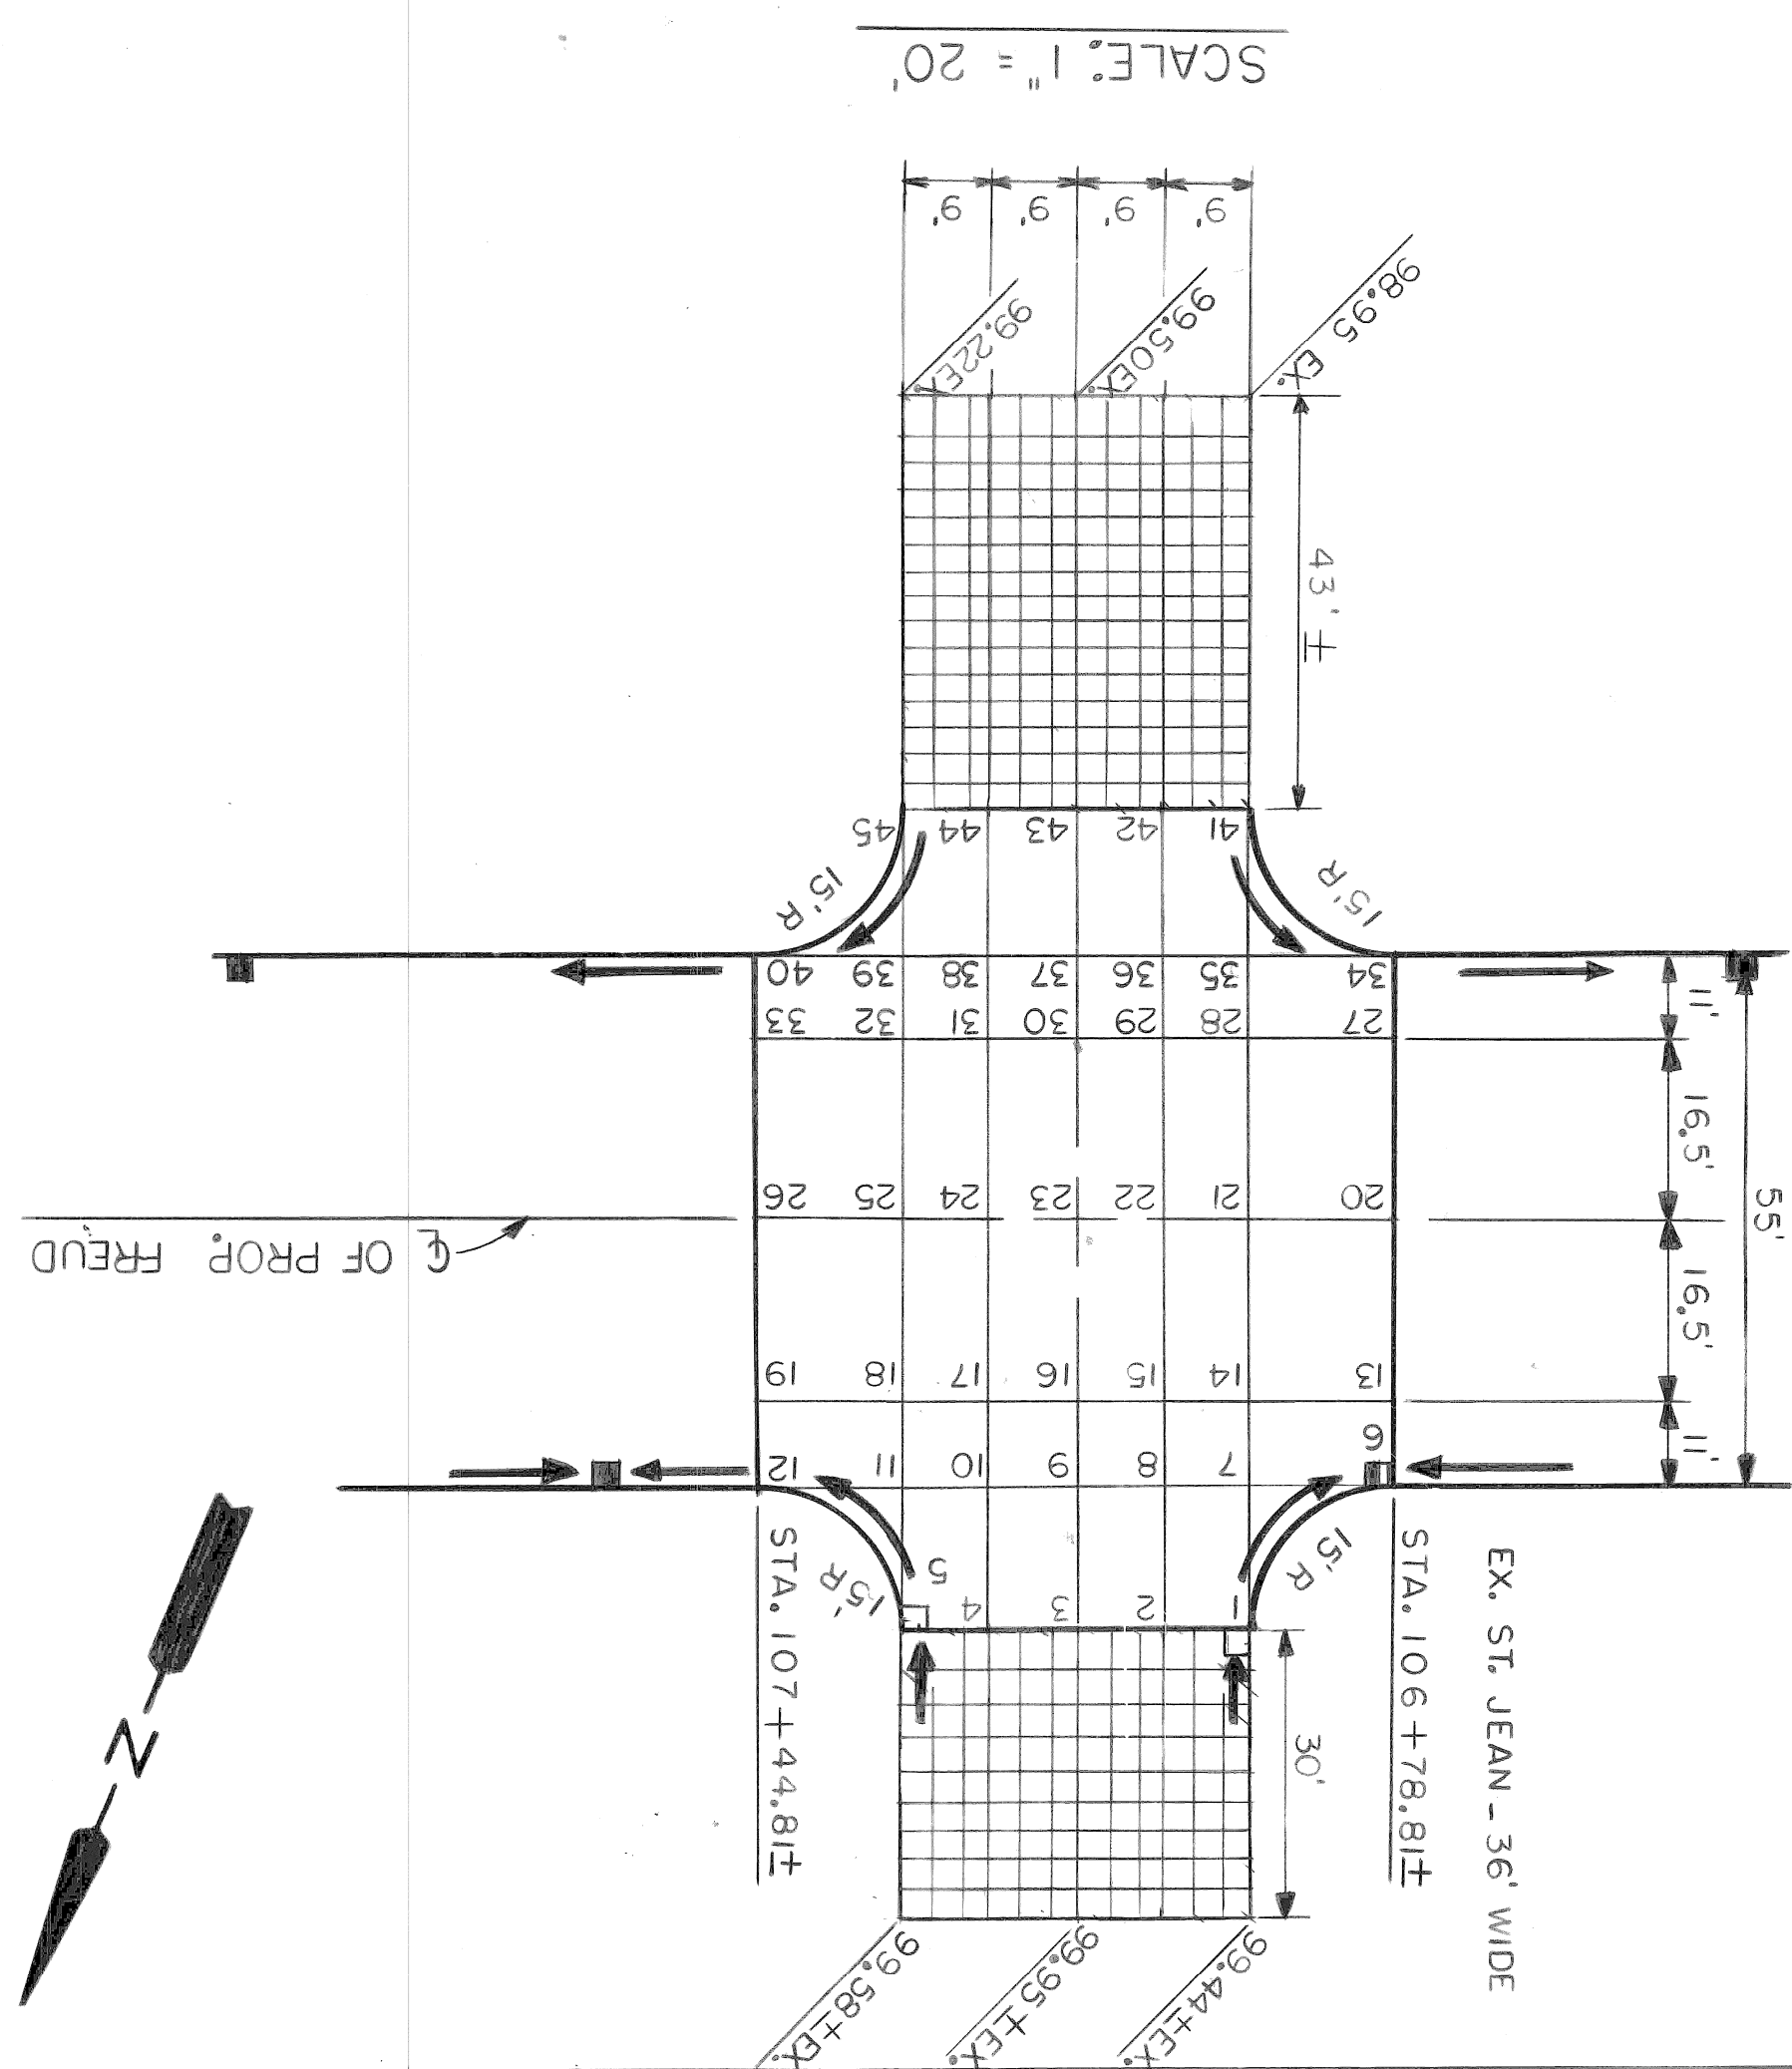 99.44±EX.
99.95±EX.
99.58±EX.
EX. ST. JEAN - 36' WIDE
30'
STA. 106+78.81±
STA. 107+44.81±
1 2 3 4 5
15'R
15'R
6 7 8 9 10 11 12
11'
13 14 15 16 17 18 19
16.5'
55'
20 21 22 23 24 25 26
℄ OF PROP. FREUD
16.5'
27 28 29 30 31 32 33
11'
34 35 36 37 38 39 40
15'R
15'R
41 42 43 44 45
43'±
98.95 EX.
99.50EX.
99.22EX.
9' 9' 9' 9'
SCALE: 1" = 20'
N